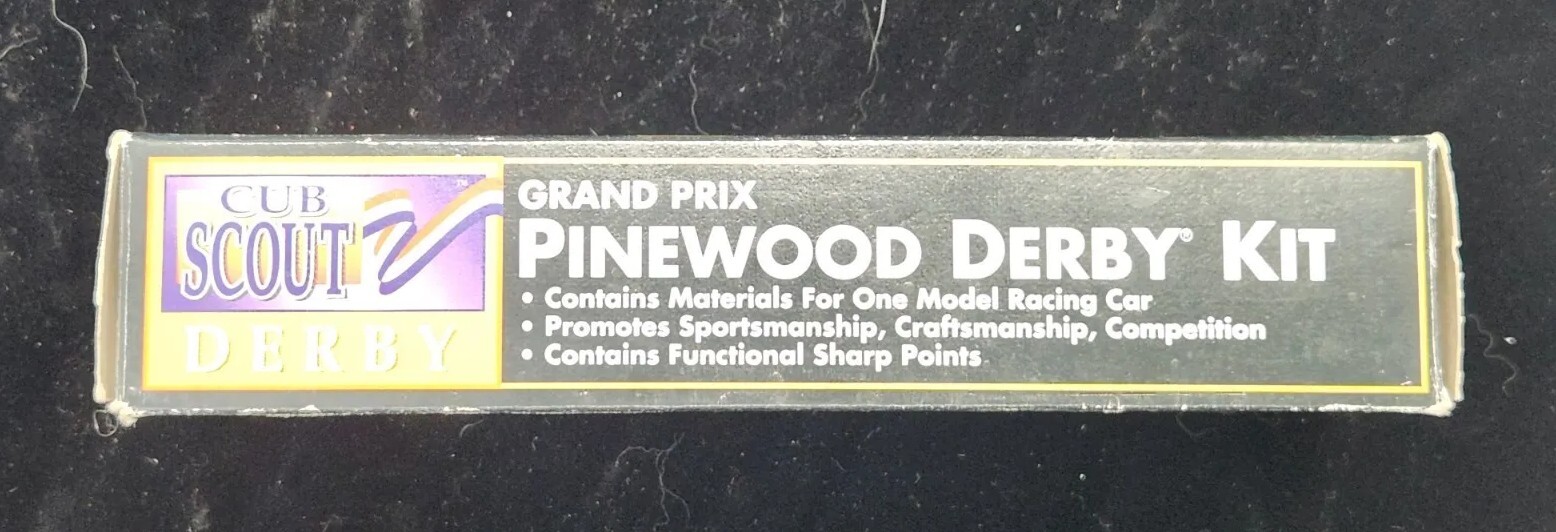 CUB
SCOUT
DERBY
GRAND PRIX
PINEWOOD DERBY® KIT
• Contains Materials For One Model Racing Car
• Promotes Sportsmanship, Craftsmanship, Competition
• Contains Functional Sharp Points